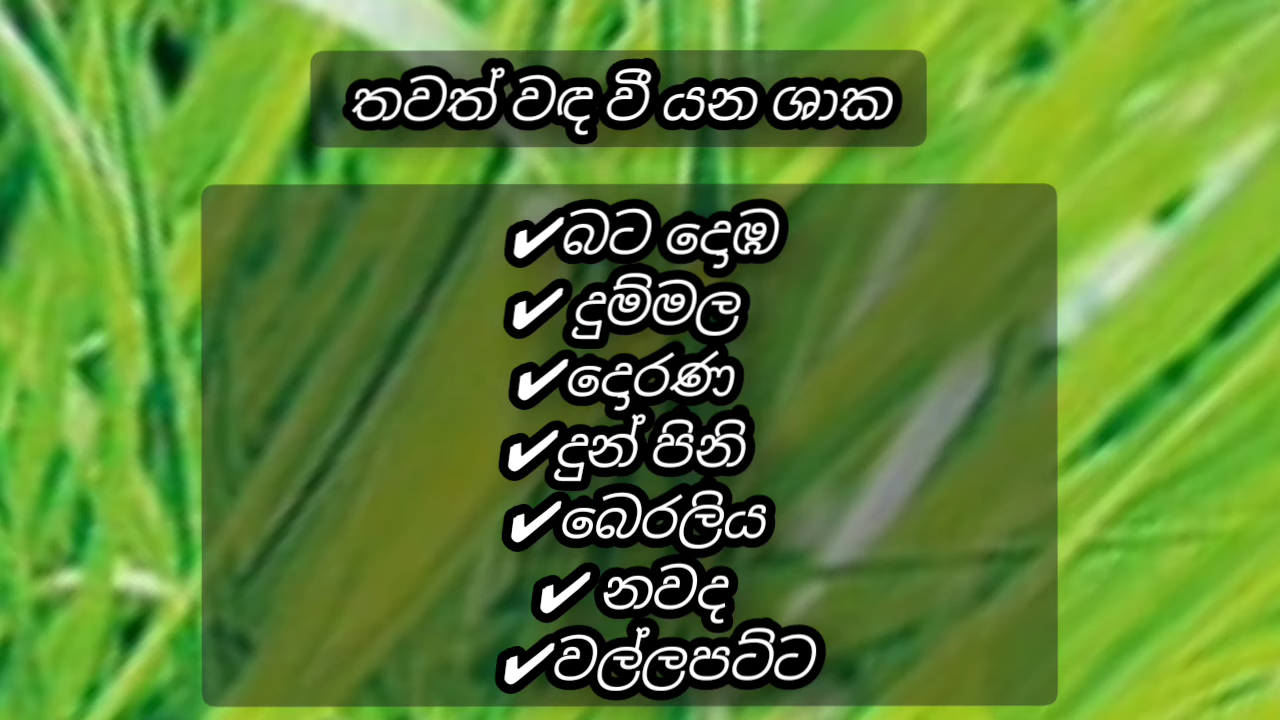 තවත් වඳ වී යන ශාක
✔බට දොඹ
✔ දුම්මල
✔දොරණ
✔දුන් පිනි
✔බෙරලිය
✔ නවද
✔වල්ලපට්ට